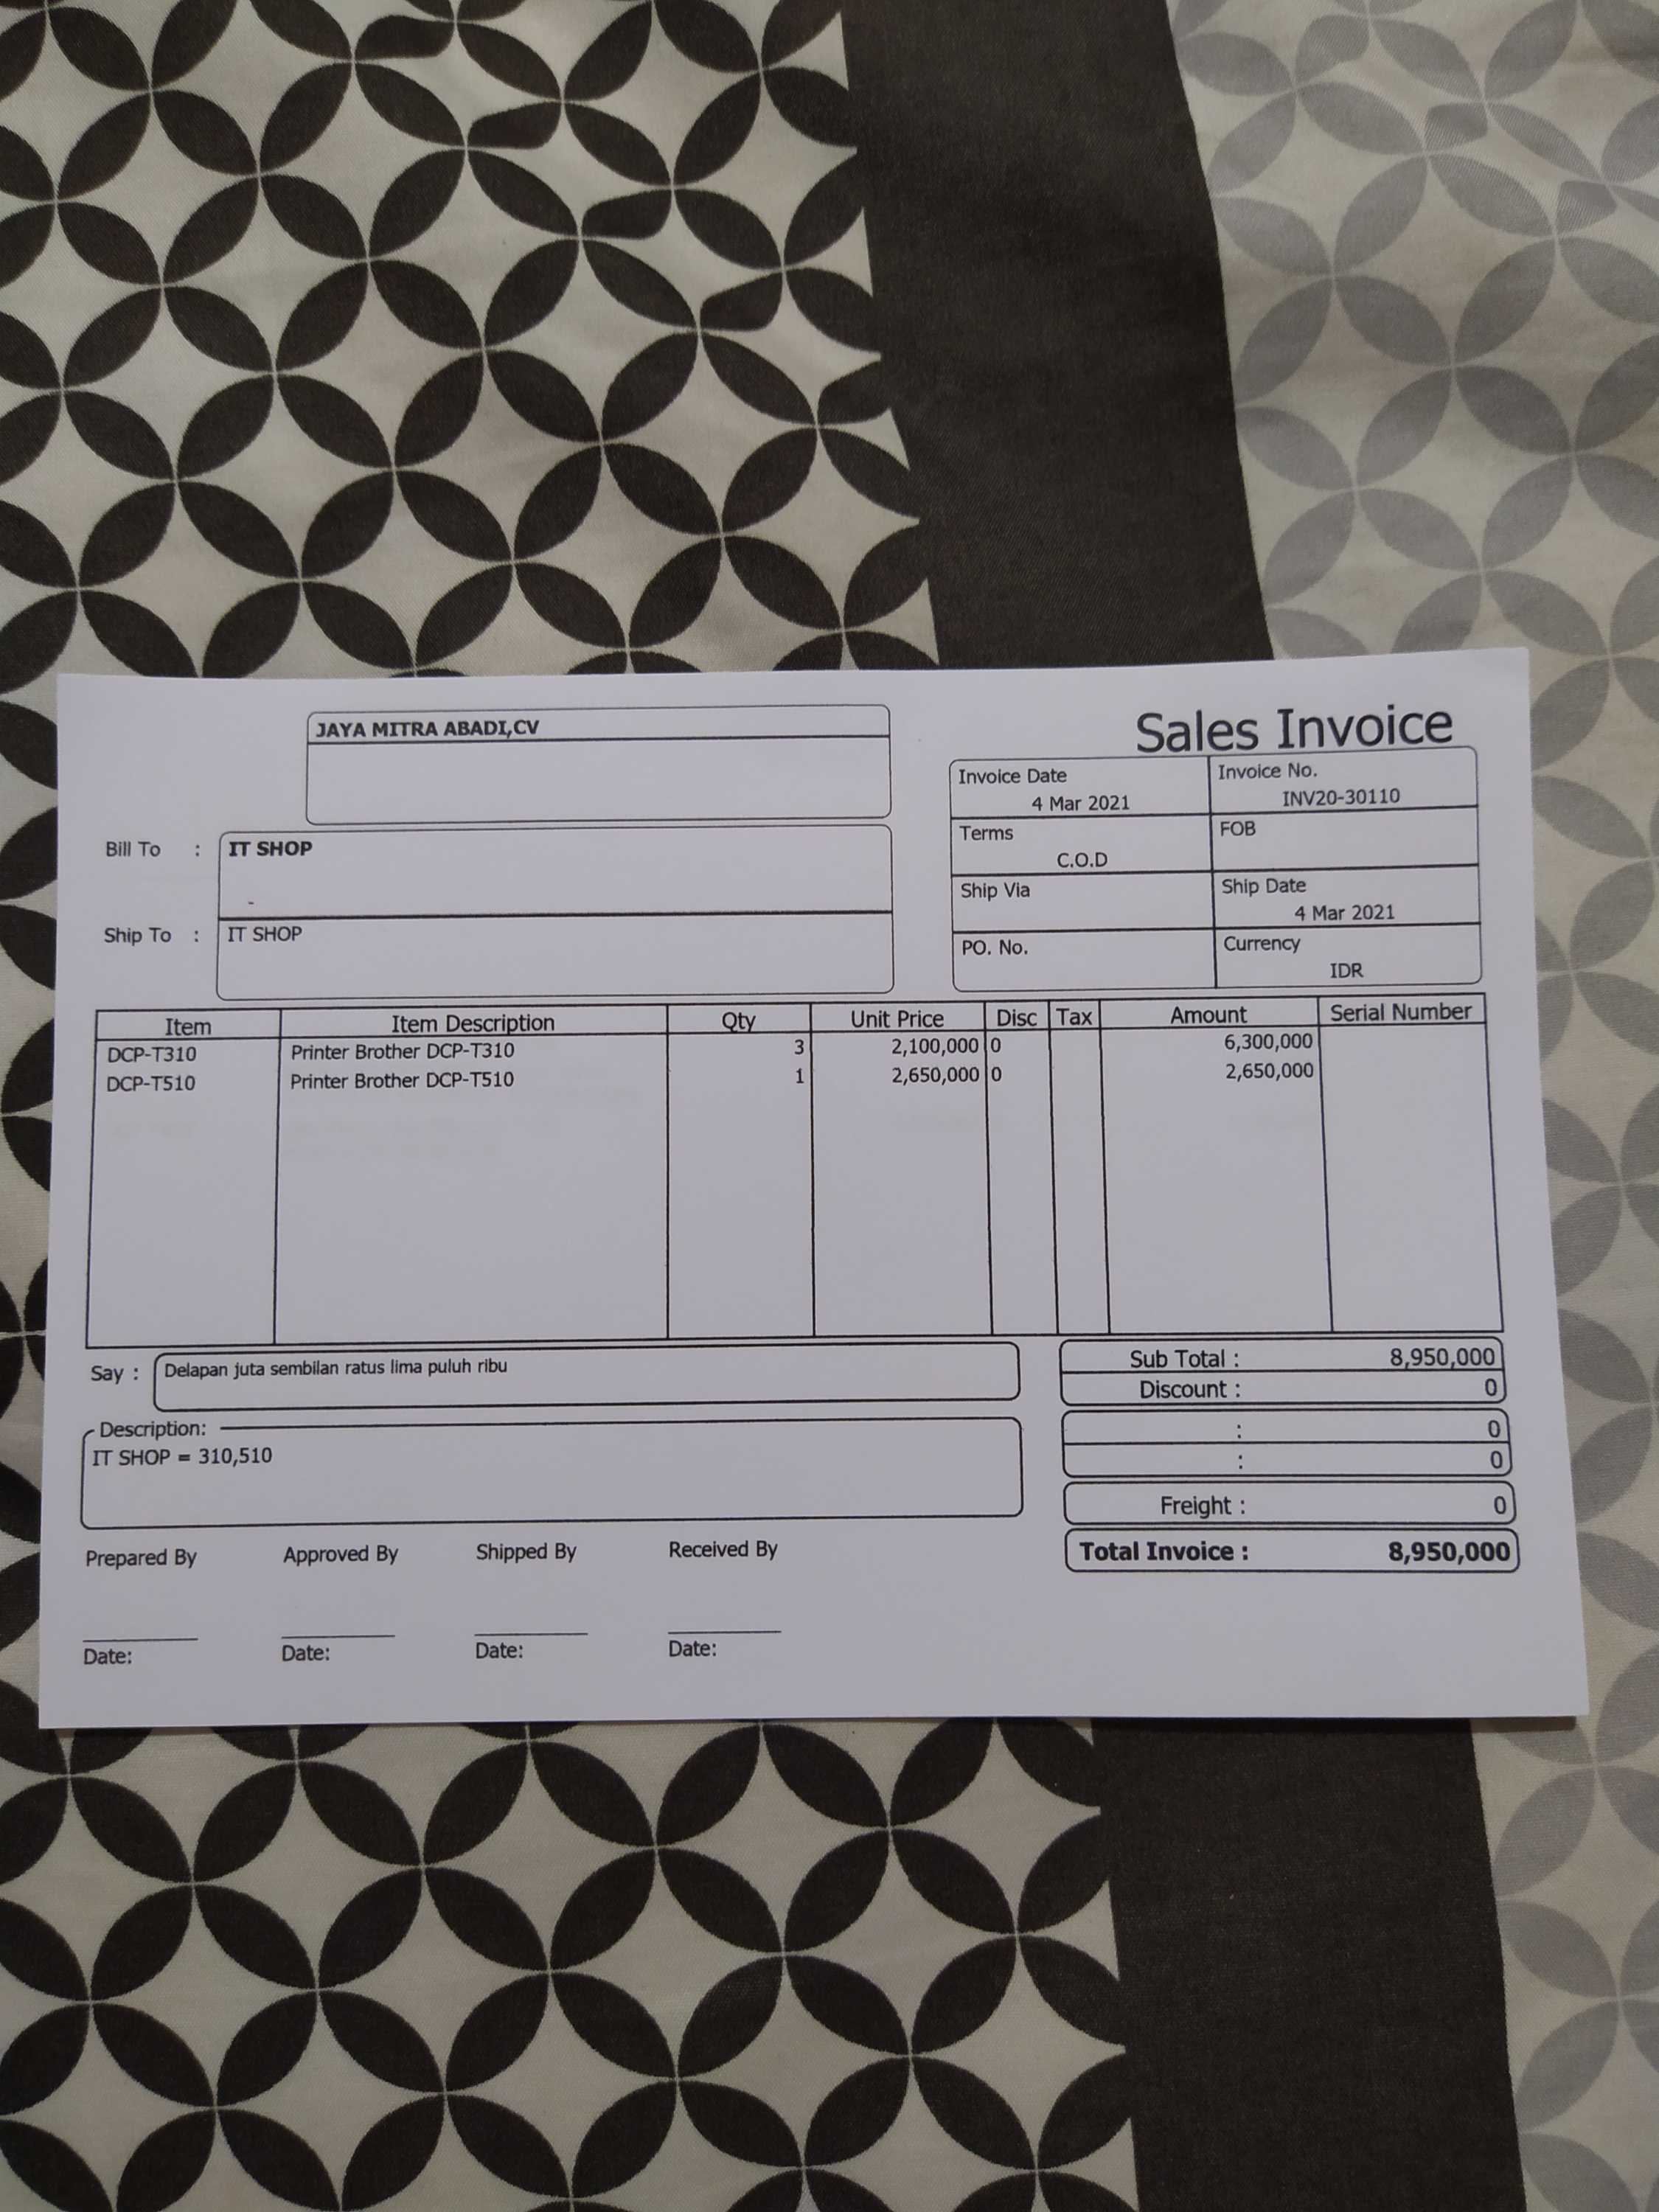 JAYA MITRA ABADI,CV
Sales Invoice
Invoice Date
4 Mar 2021
Invoice No.
INV20-30110
Terms
C.O.D
FOB
Ship Via
Ship Date
4 Mar 2021
PO. No.
Currency
IDR
Bill To : IT SHOP
-
Ship To : IT SHOP
Item Item Description Qty Unit Price Disc Tax Amount Serial Number
DCP-T310 Printer Brother DCP-T310 3 2,100,000 0 6,300,000
DCP-T510 Printer Brother DCP-T510 1 2,650,000 0 2,650,000
Say : Delapan juta sembilan ratus lima puluh ribu
Sub Total : 8,950,000
Discount : 0
: 0
: 0
Freight : 0
Total Invoice : 8,950,000
Description:
IT SHOP = 310,510
Prepared By Approved By Shipped By Received By
Date: Date: Date: Date: